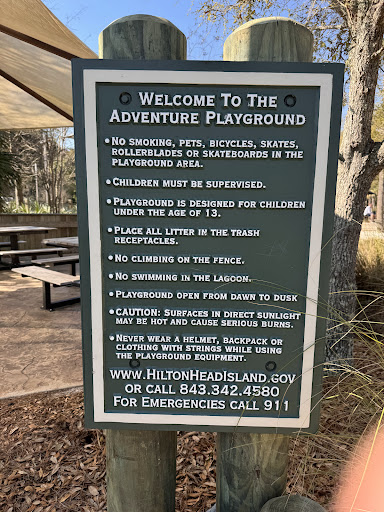 WELCOME TO THE
ADVENTURE PLAYGROUND
• NO SMOKING, PETS, BICYCLES, SKATES,
ROLLERBLADES OR SKATEBOARDS IN THE
PLAYGROUND AREA.
• CHILDREN MUST BE SUPERVISED.
• PLAYGROUND IS DESIGNED FOR CHILDREN
UNDER THE AGE OF 13.
• PLACE ALL LITTER IN THE TRASH
RECEPTACLES.
• NO CLIMBING ON THE FENCE.
• NO SWIMMING IN THE LAGOON.
• PLAYGROUND OPEN FROM DAWN TO DUSK
• CAUTION: SURFACES IN DIRECT SUNLIGHT
MAY BE HOT AND CAUSE SERIOUS BURNS.
• NEVER WEAR A HELMET, BACKPACK OR
CLOTHING WITH STRINGS WHILE USING
THE PLAYGROUND EQUIPMENT.
WWW.HILTONHEADISLAND.GOV
OR CALL 843.342.4580
FOR EMERGENCIES CALL 911